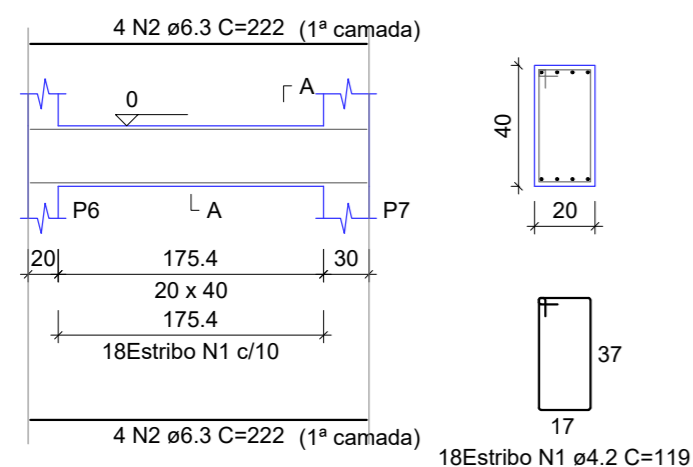 4 N2 ø6.3 C=222 (1ª camada)
A
0
A
P6
P7
20
175.4
30
20 x 40
175.4
18Estribo N1 c/10
4 N2 ø6.3 C=222 (1ª camada)
40
20
37
17
18Estribo N1 ø4.2 C=119